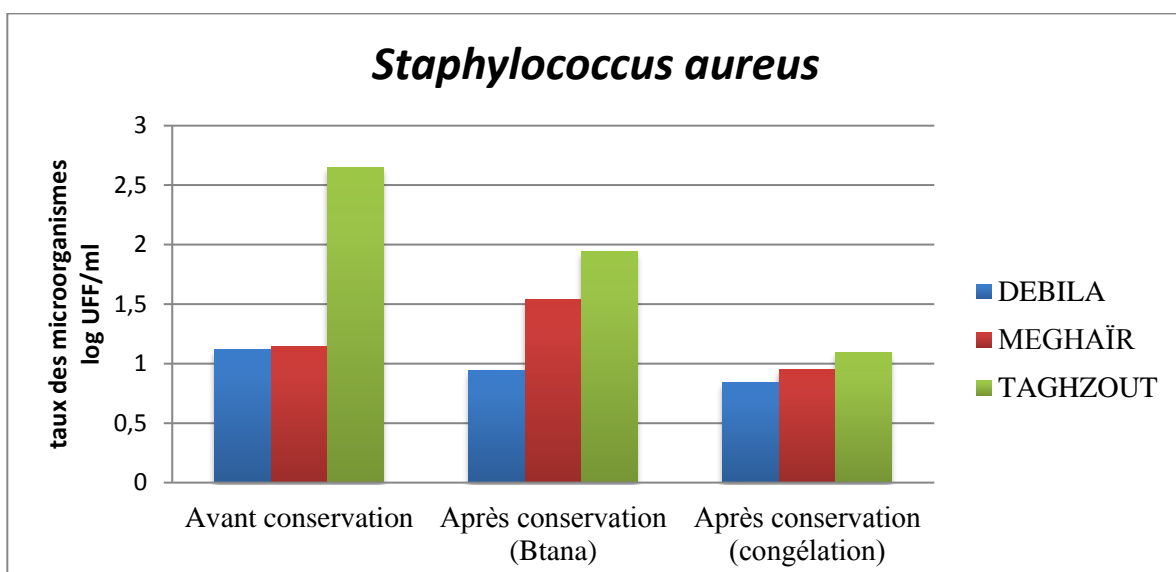 Staphylococcus aureus
taux des microorganismes
log UFF/ml
3
2,5
2
1,5
1
0,5
0
Avant conservation
Après conservation
(Btana)
Après conservation
(congélation)
DEBILA
MEGHAÏR
TAGHZOUT